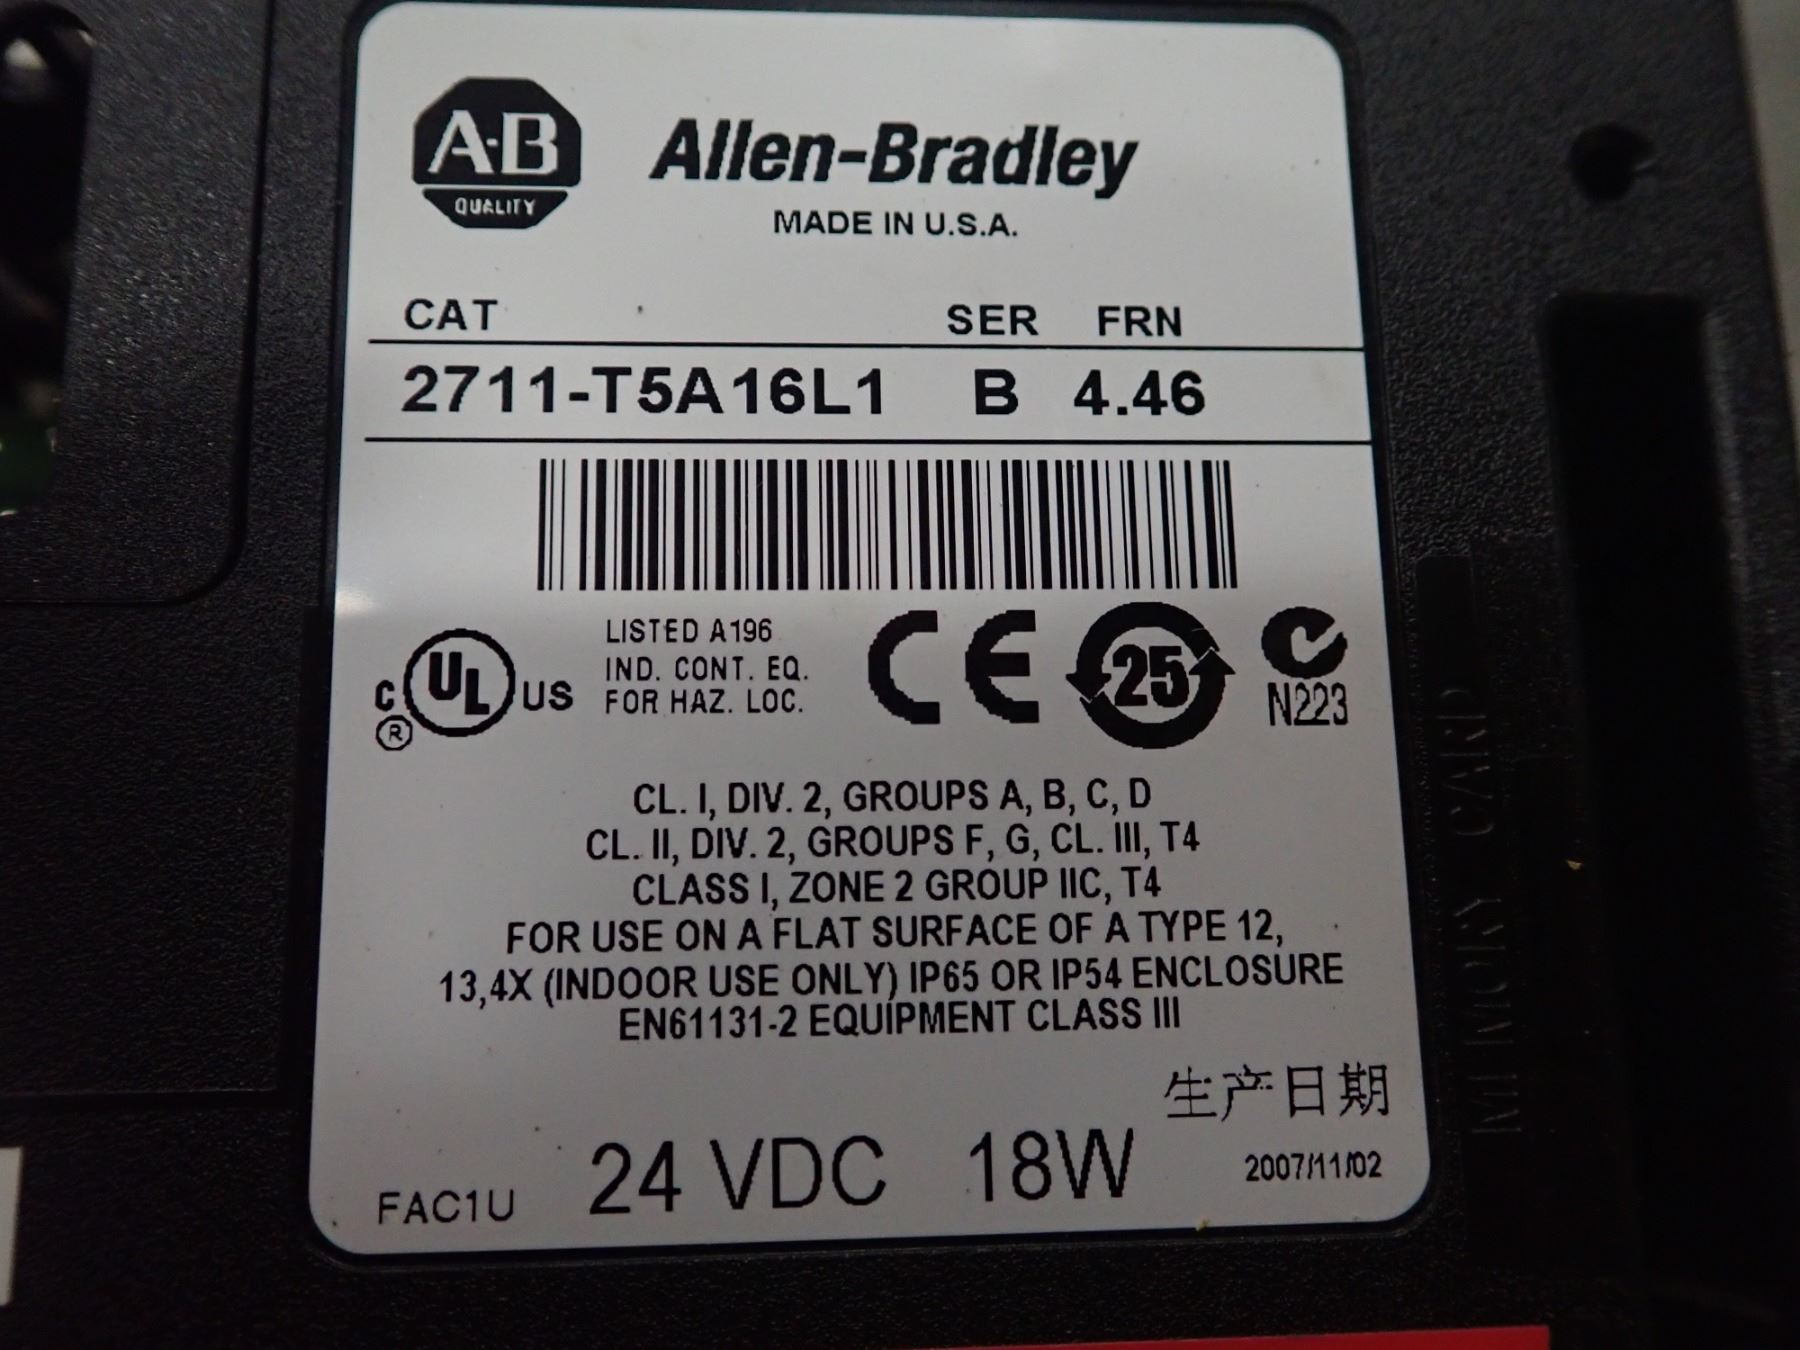 A-B
QUALITY
Allen-Bradley
MADE IN U.S.A.
CAT SER FRN
2711-T5A16L1 B 4.46
LISTED A196
IND. CONT. EQ.
FOR HAZ. LOC.
C UL US
®
CE
25
N223
CL. I, DIV. 2, GROUPS A, B, C, D
CL. II, DIV. 2, GROUPS F, G, CL. III, T4
CLASS I, ZONE 2 GROUP IIC, T4
FOR USE ON A FLAT SURFACE OF A TYPE 12,
13,4X (INDOOR USE ONLY) IP65 OR IP54 ENCLOSURE
EN61131-2 EQUIPMENT CLASS III
生产日期
FAC1U 24 VDC 18W 2007/11/02
MEMORY CARD